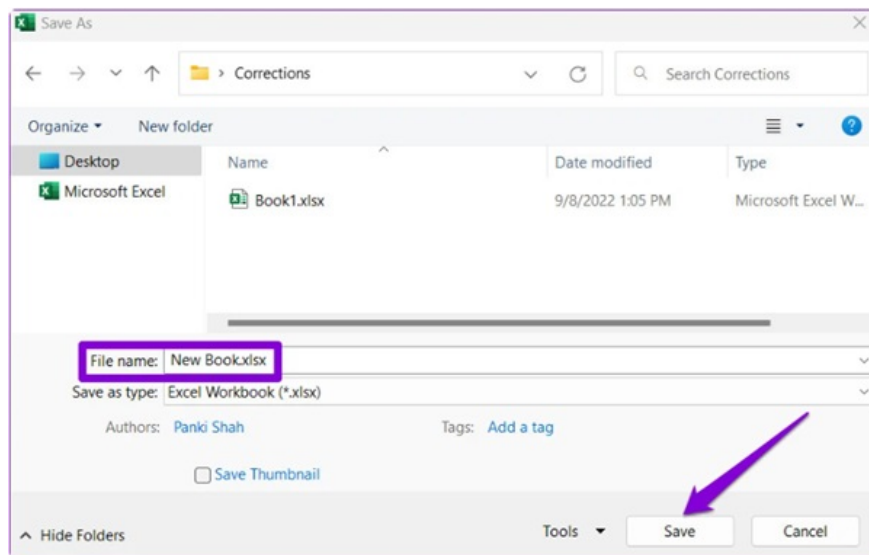 Save As
Corrections
Search Corrections
Organize New folder
Desktop
Name Date modified Type
Microsoft Excel
Book1.xlsx 9/8/2022 1:05 PM Microsoft Excel W...
File name: New Book.xlsx
Save as type: Excel Workbook (*.xlsx)
Authors: Panki Shah Tags: Add a tag
Save Thumbnail
Hide Folders Tools Save Cancel